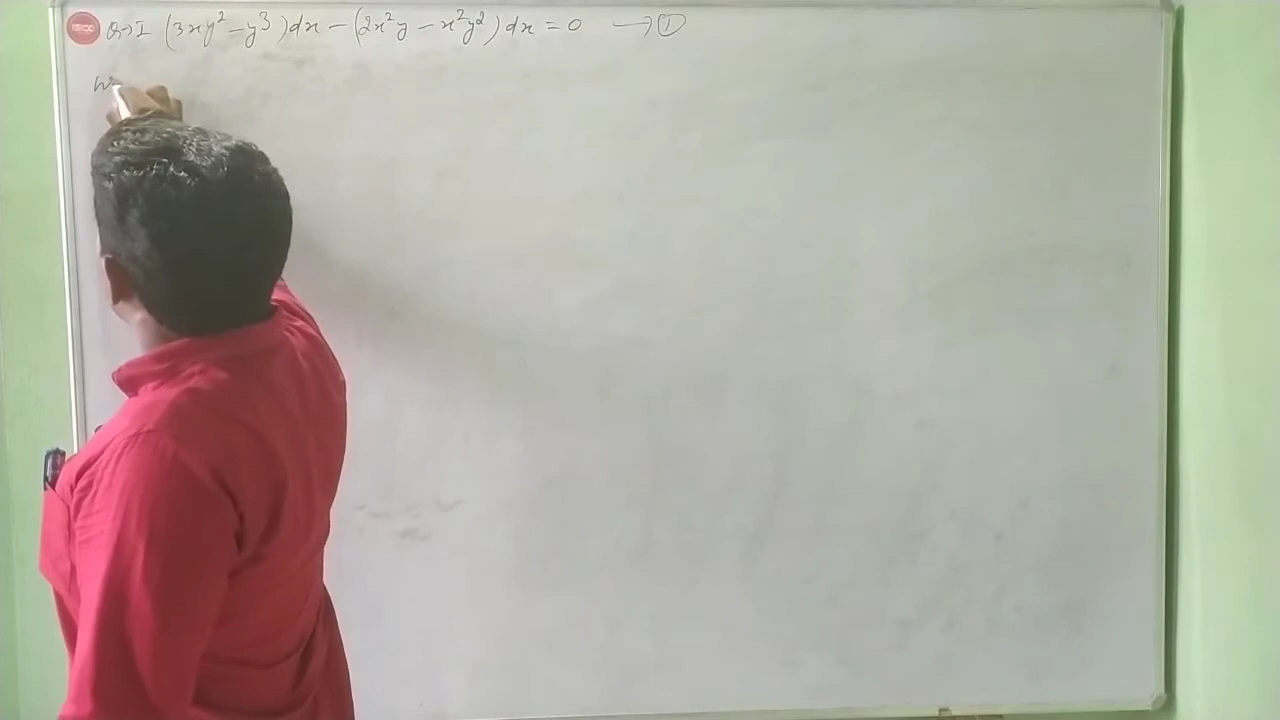 Q→I (3xy² - y³)dx - (2x²y - x²y²)dx = 0 → ①
W